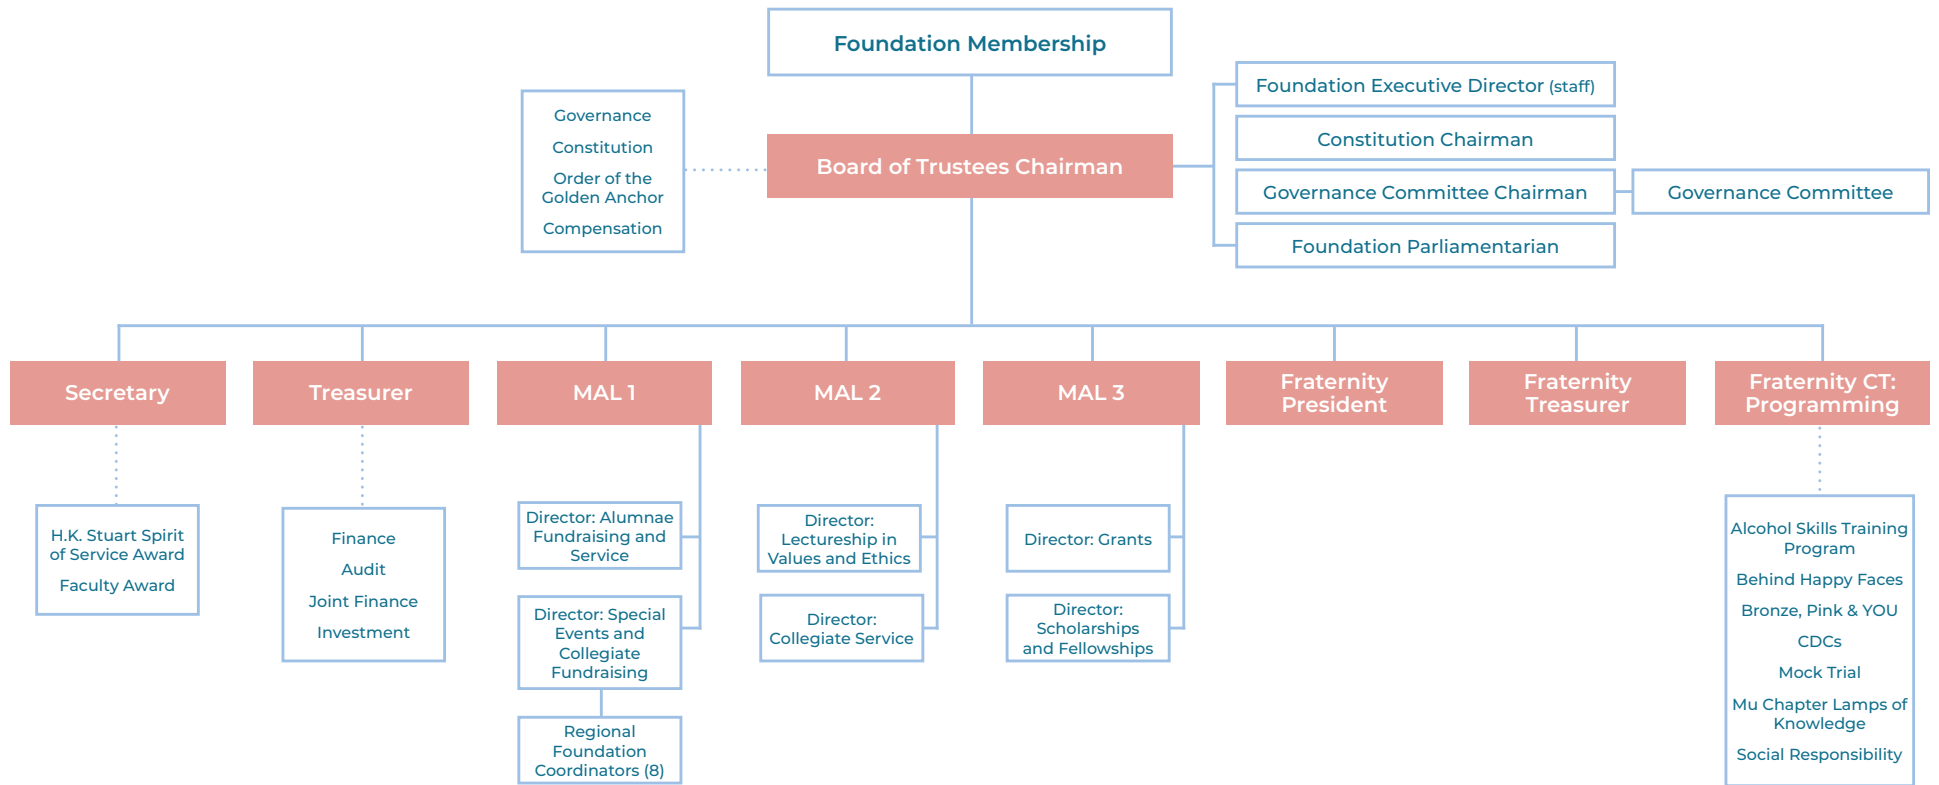 Foundation Membership
Governance
Constitution
Order of the
Golden Anchor
Compensation
Board of Trustees Chairman
Foundation Executive Director (staff)
Constitution Chairman
Governance Committee Chairman
Governance Committee
Foundation Parliamentarian
Secretary
Treasurer
MAL 1
MAL 2
MAL 3
Fraternity
President
Fraternity
Treasurer
Fraternity CT:
Programming
H.K. Stuart Spirit
of Service Award
Faculty Award
Finance
Audit
Joint Finance
Investment
Director: Alumnae
Fundraising and
Service
Director: Special
Events and
Collegiate
Fundraising
Regional
Foundation
Coordinators (8)
Director:
Lectureship in
Values and Ethics
Director:
Collegiate Service
Director: Grants
Director:
Scholarships
and Fellowships
Alcohol Skills Training
Program
Behind Happy Faces
Bronze, Pink & YOU
CDCs
Mock Trial
Mu Chapter Lamps of
Knowledge
Social Responsibility